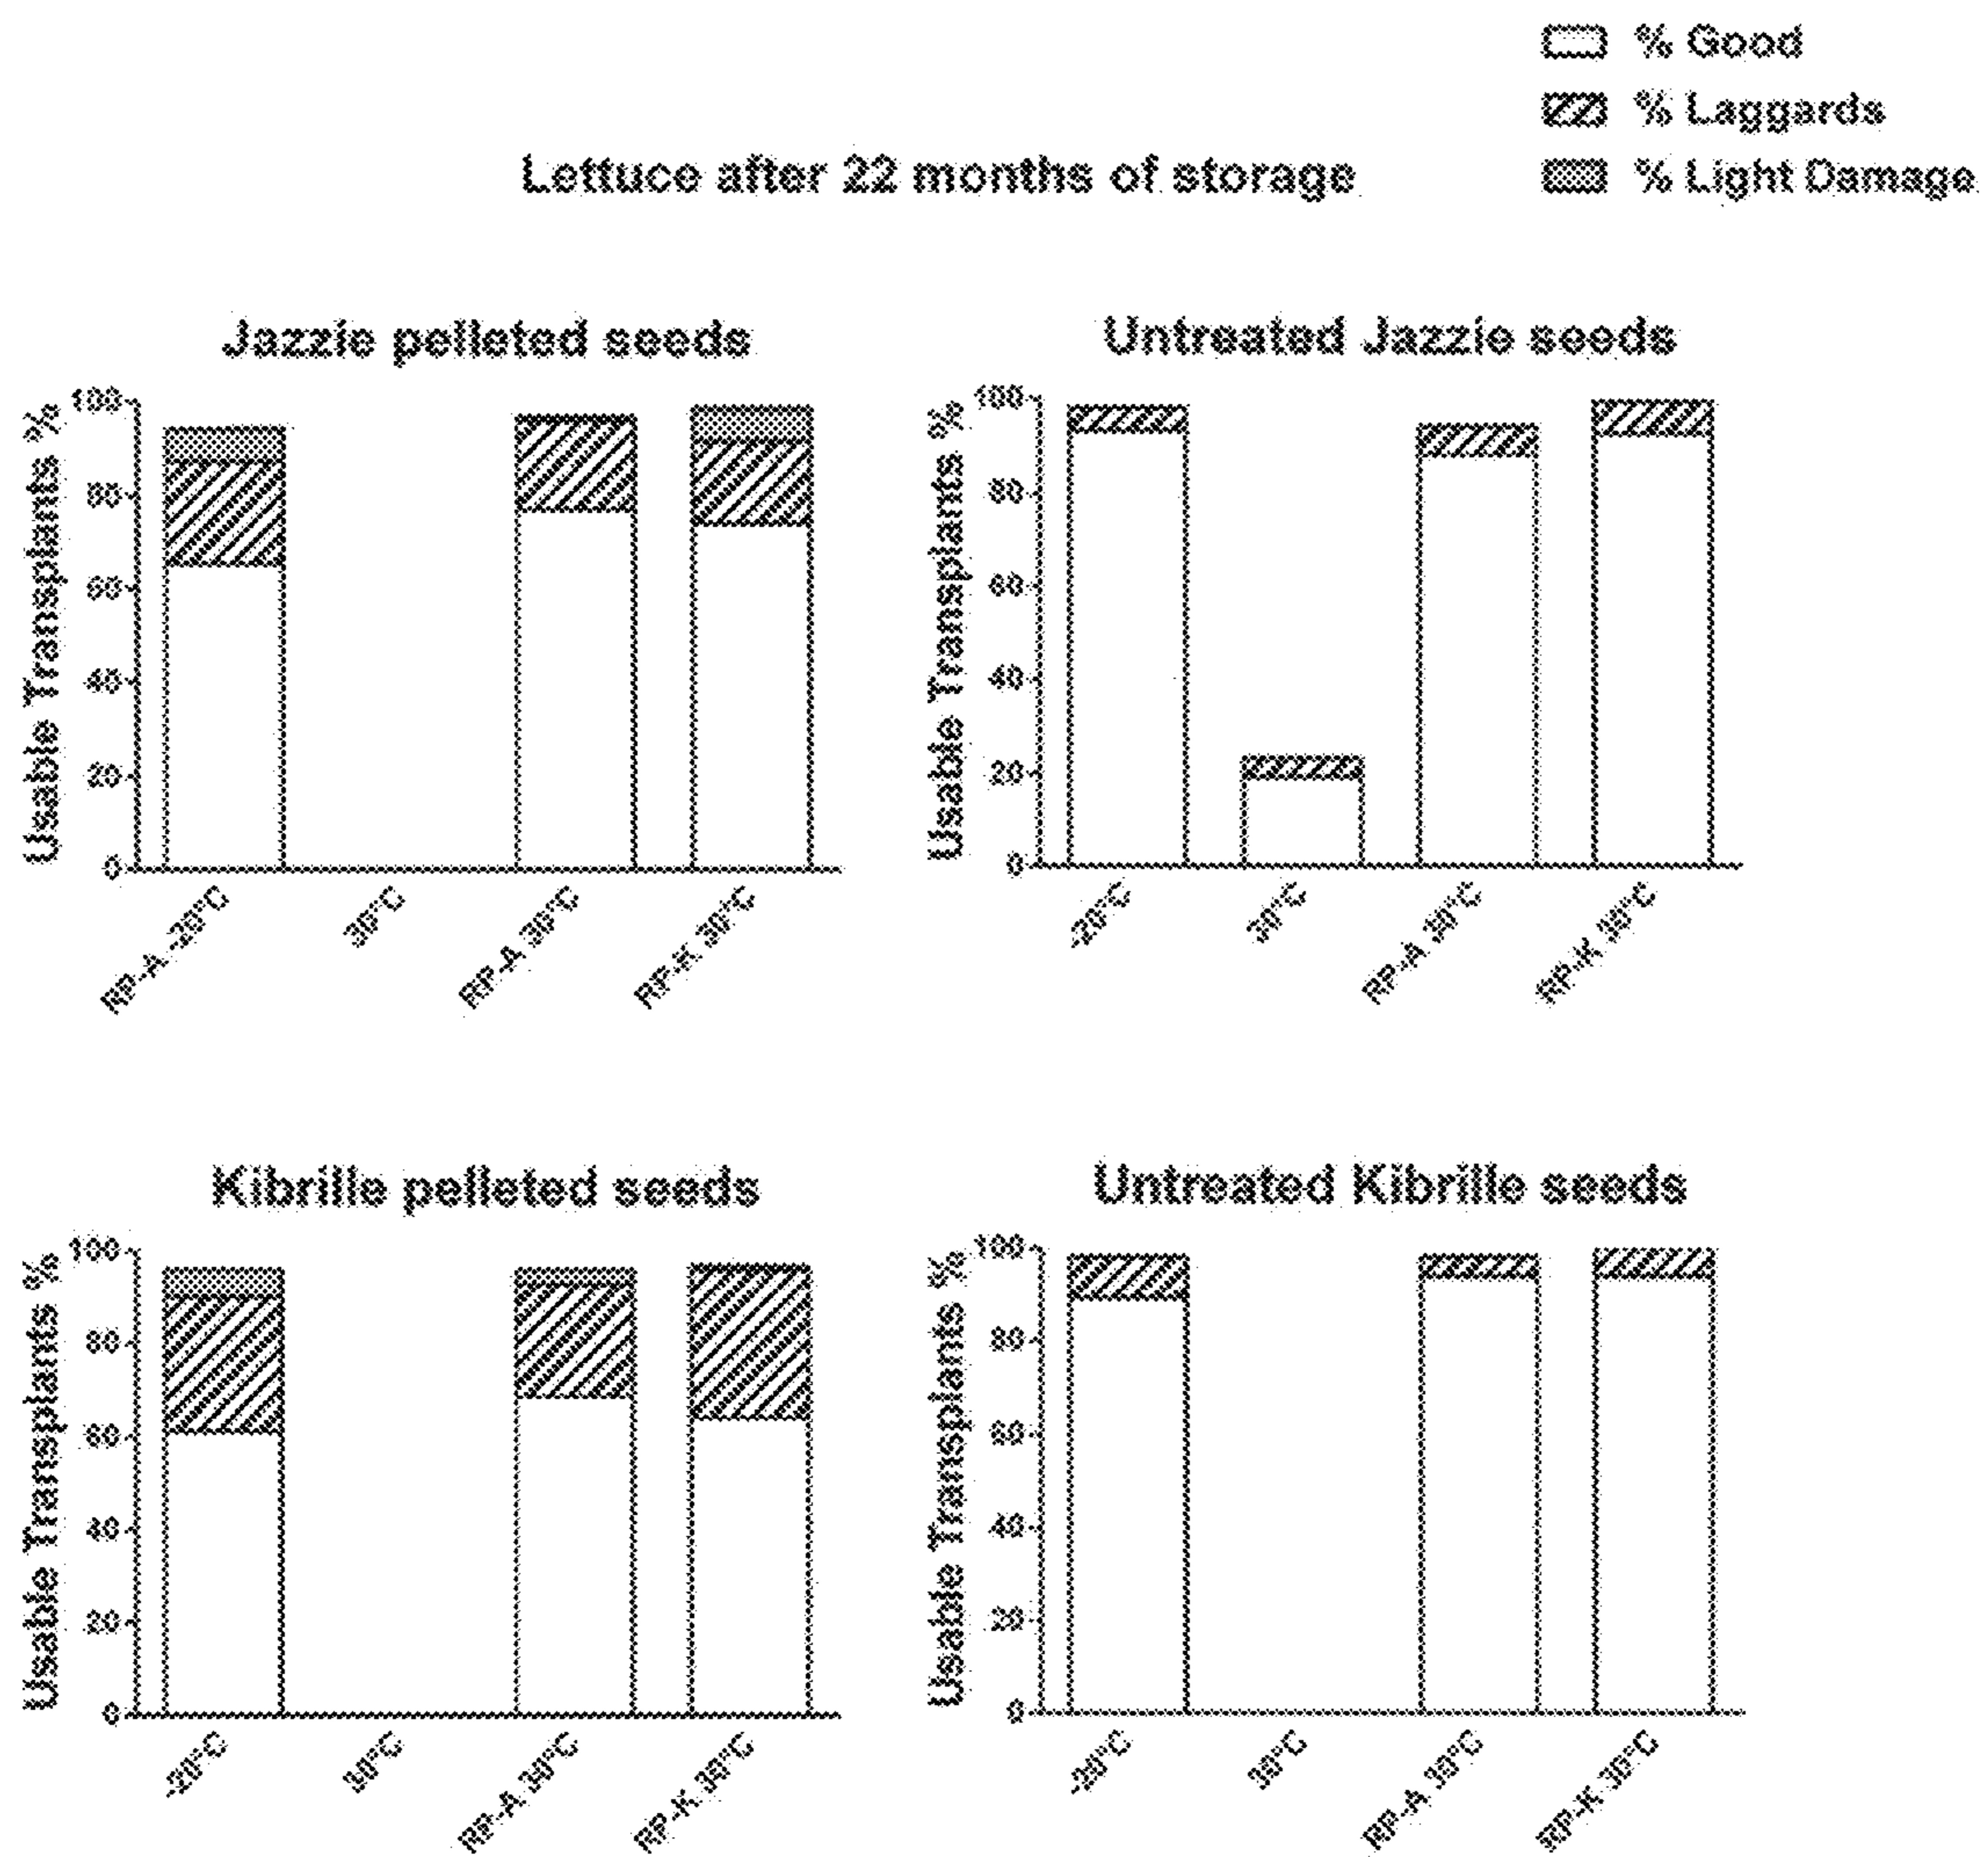 % Good
% Laggards
% Light Damage
Lettuce after 22 months of storage
Jazzie pelleted seeds
Usable Transplants %
100
80
60
40
20
0
RP-A -20°C
30°C
RP-A 30°C
RP-K 30°C
Untreated Jazzie seeds
Usable Transplants %
100
80
60
40
20
0
-20°C
30°C
RP-A 30°C
RP-K 30°C
Kibrille pelleted seeds
Usable Transplants %
100
80
60
40
20
0
-20°C
30°C
RP-A 30°C
RP-K 30°C
Untreated Kibrille seeds
Usable Transplants %
100
80
60
40
20
0
-20°C
30°C
RP-A 30°C
RP-K 30°C